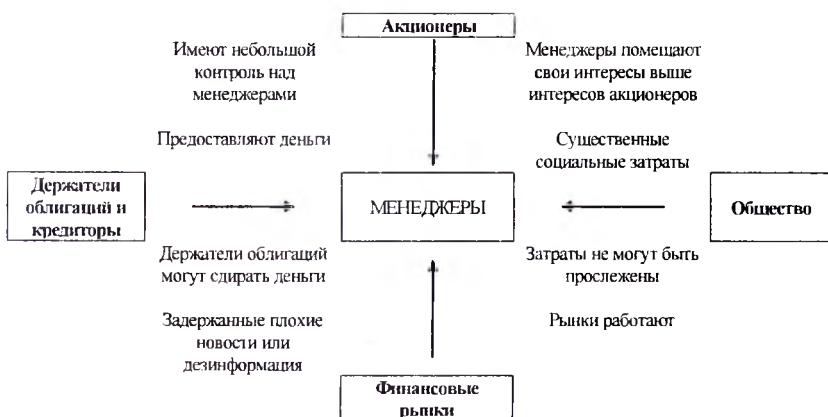 Акционеры
Имеют небольшой
контроль над
менеджерами
Менеджеры помещают
свои интересы выше
интересов акционеров
Предоставляют деньги
Существенные
социальные затраты
Держатели
облигаций и
кредиторы
МЕНЕДЖЕРЫ
Общество
Держатели облигаций
могут сдирать деньги
Затраты не могут быть
прослежены
Задержанные плохие
новости или
дезинформация
Рынки работают
Финансовые
рынки